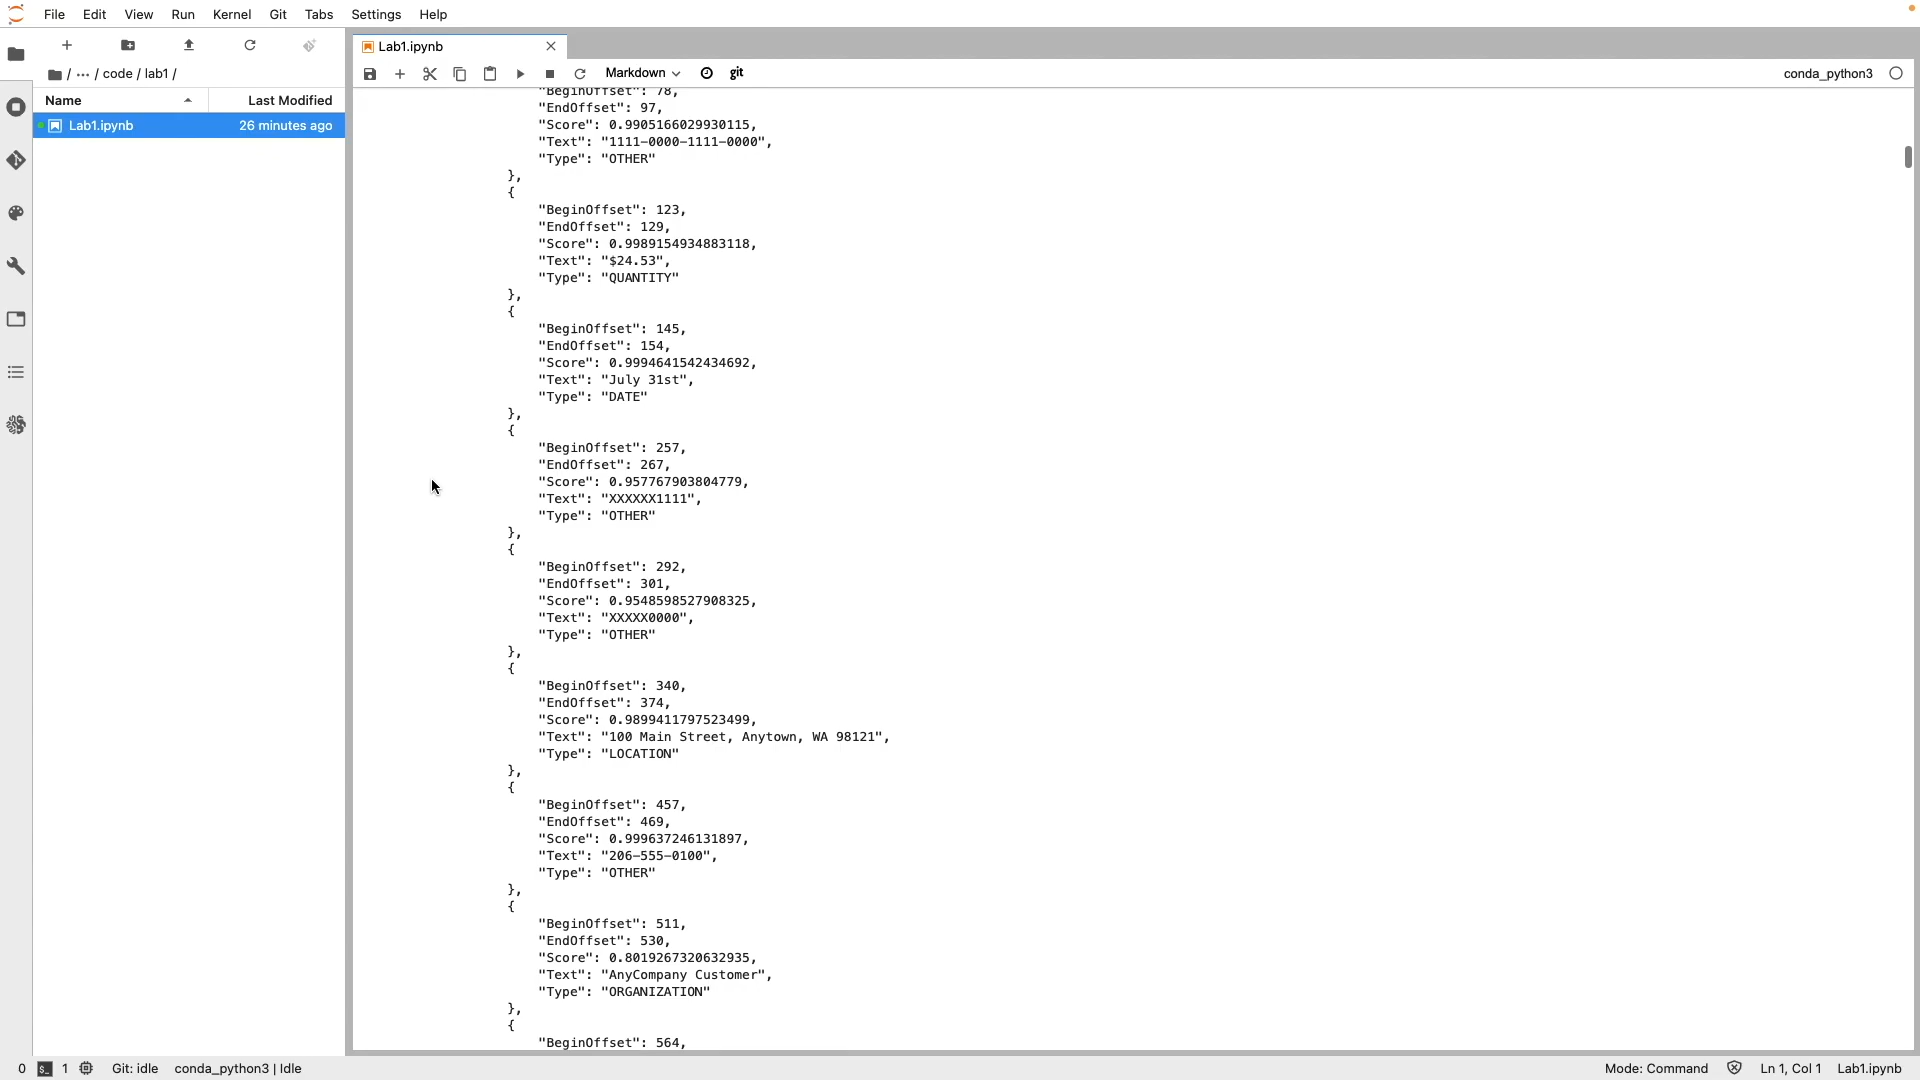 File Edit View Run Kernel Git Tabs Settings Help
/ ··· / code / lab1 /
Name Last Modified
Lab1.ipynb 26 minutes ago
Lab1.ipynb
Markdown git conda_python3
"BeginOffset": 78,
"EndOffset": 97,
"Score": 0.9905166029930115,
"Text": "1111-0000-1111-0000",
"Type": "OTHER"
},
{
"BeginOffset": 123,
"EndOffset": 129,
"Score": 0.9989154934883118,
"Text": "$24.53",
"Type": "QUANTITY"
},
{
"BeginOffset": 145,
"EndOffset": 154,
"Score": 0.9994641542434692,
"Text": "July 31st",
"Type": "DATE"
},
{
"BeginOffset": 257,
"EndOffset": 267,
"Score": 0.957767903804779,
"Text": "XXXXXX1111",
"Type": "OTHER"
},
{
"BeginOffset": 292,
"EndOffset": 301,
"Score": 0.9548598527908325,
"Text": "XXXXX0000",
"Type": "OTHER"
},
{
"BeginOffset": 340,
"EndOffset": 374,
"Score": 0.9899411797523499,
"Text": "100 Main Street, Anytown, WA 98121",
"Type": "LOCATION"
},
{
"BeginOffset": 457,
"EndOffset": 469,
"Score": 0.999637246131897,
"Text": "206-555-0100",
"Type": "OTHER"
},
{
"BeginOffset": 511,
"EndOffset": 530,
"Score": 0.8019267320632935,
"Text": "AnyCompany Customer",
"Type": "ORGANIZATION"
},
{
"BeginOffset": 564,
0 $_ 1 Git: idle conda_python3 | Idle Mode: Command Ln 1, Col 1 Lab1.ipynb